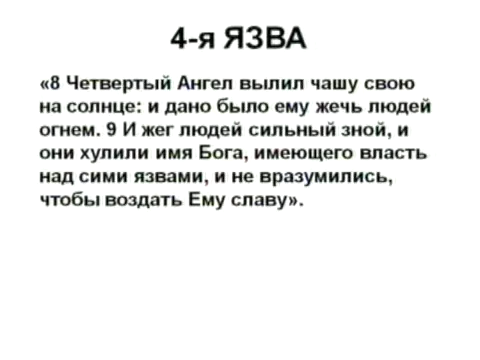 4-я ЯЗВА
«8 Четвертый Ангел вылил чашу свою
на солнце: и дано было ему жечь людей
огнем. 9 И жег людей сильный зной, и
они хулили имя Бога, имеющего власть
над сими язвами, и не вразумились,
чтобы воздать Ему славу».